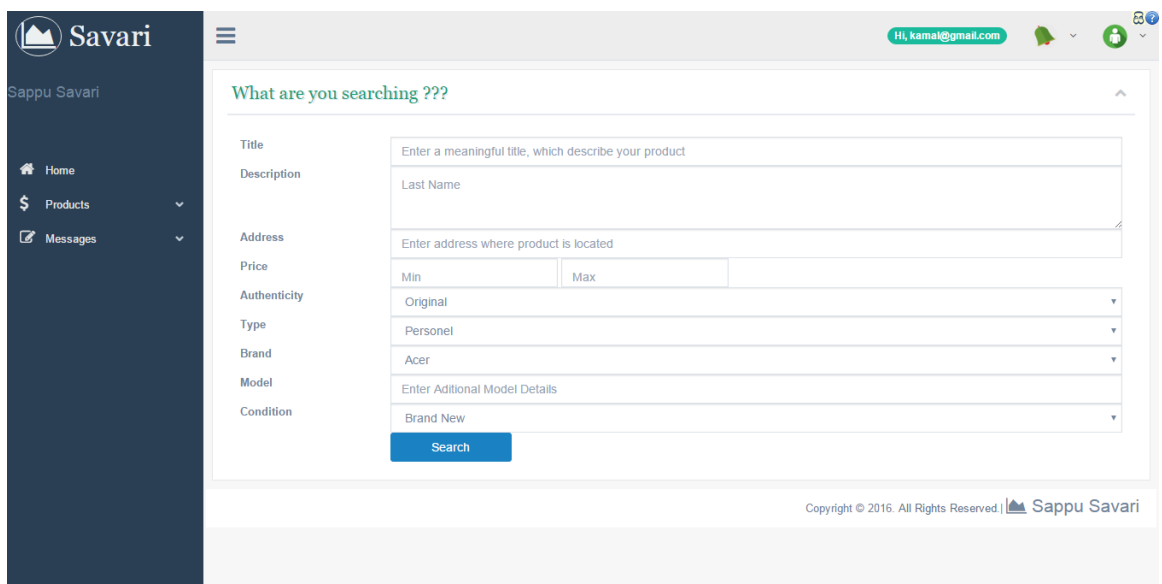 Savari
Hi, kamal@gmail.com
Sappu Savari
Home
Products
Messages
What are you searching ???
Title
Enter a meaningful title, which describe your product
Description
Last Name
Address
Enter address where product is located
Price
Min Max
Authenticity
Original
Type
Personel
Brand
Acer
Model
Enter Aditional Model Details
Condition
Brand New
Search
Copyright © 2016. All Rights Reserved.| Sappu Savari